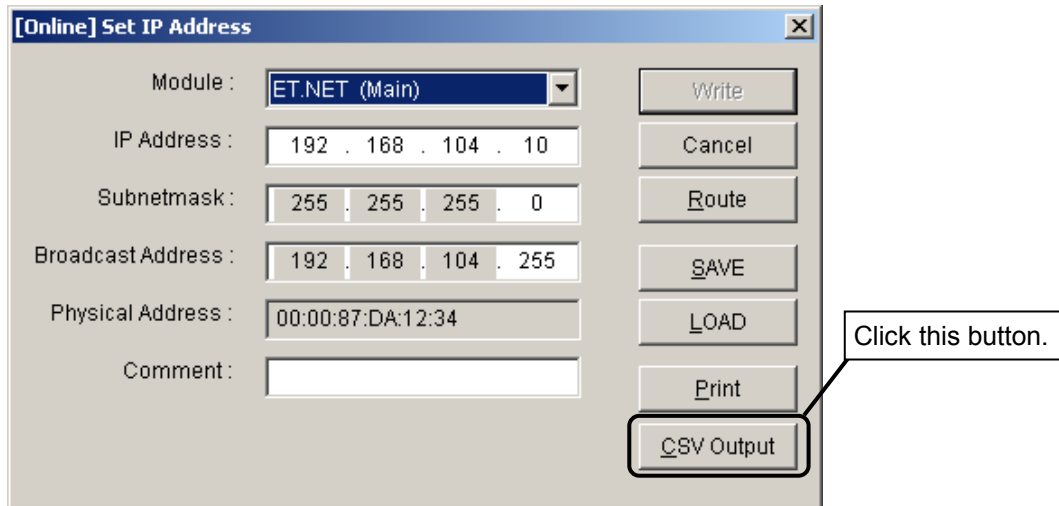 [Online] Set IP Address
Module : ET.NET (Main) Write
IP Address : 192 . 168 . 104 . 10 Cancel
Subnetmask : 255 . 255 . 255 . 0 Route
Broadcast Address : 192 . 168 . 104 . 255 SAVE
Physical Address : 00:00:87:DA:12:34 LOAD
Click this button.
Comment : Print
CSV Output